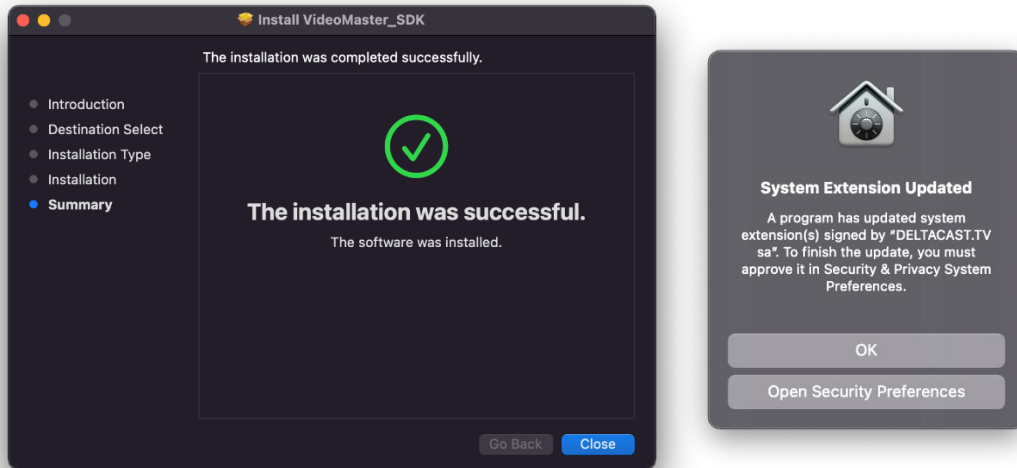 Install VideoMaster_SDK
The installation was completed successfully.
Introduction
Destination Select
Installation Type
Installation
Summary
The installation was successful.
The software was installed.
Go Back
Close
System Extension Updated
A program has updated system
extension(s) signed by "DELTACAST.TV
sa". To finish the update, you must
approve it in Security & Privacy System
Preferences.
OK
Open Security Preferences